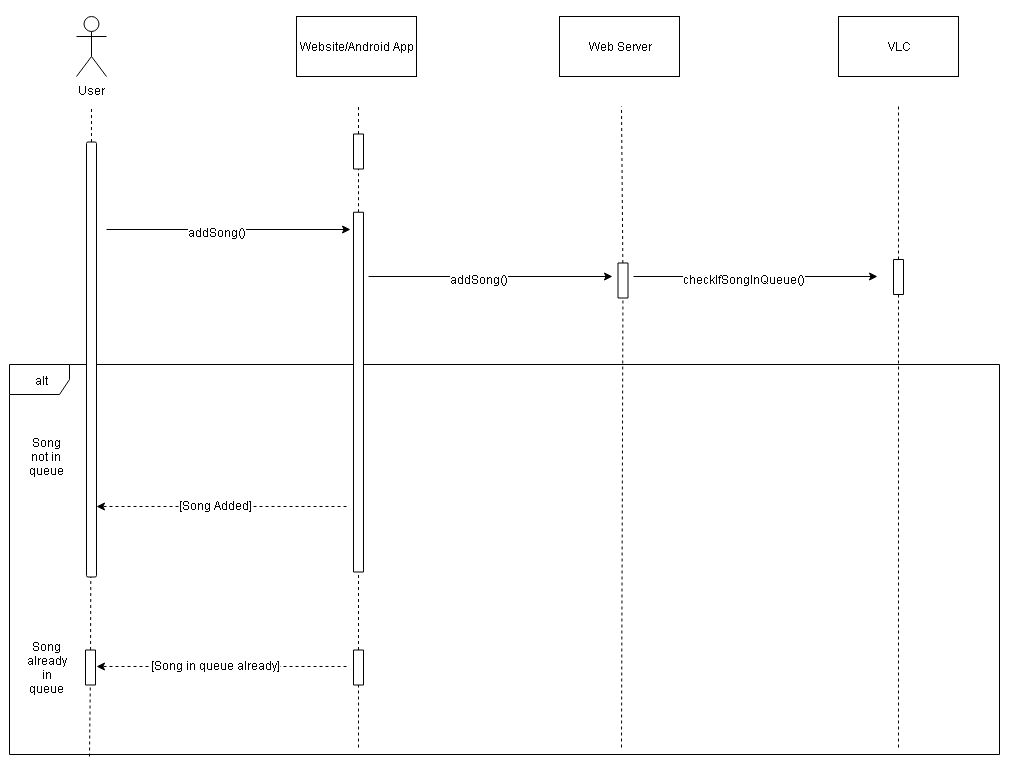 Website/Android App
Web Server
VLC
User
addSong()
addSong()
checkIfSongInQueue()
alt
Song
not in
queue
[Song Added]
Song
already
in
queue
[Song in queue already]